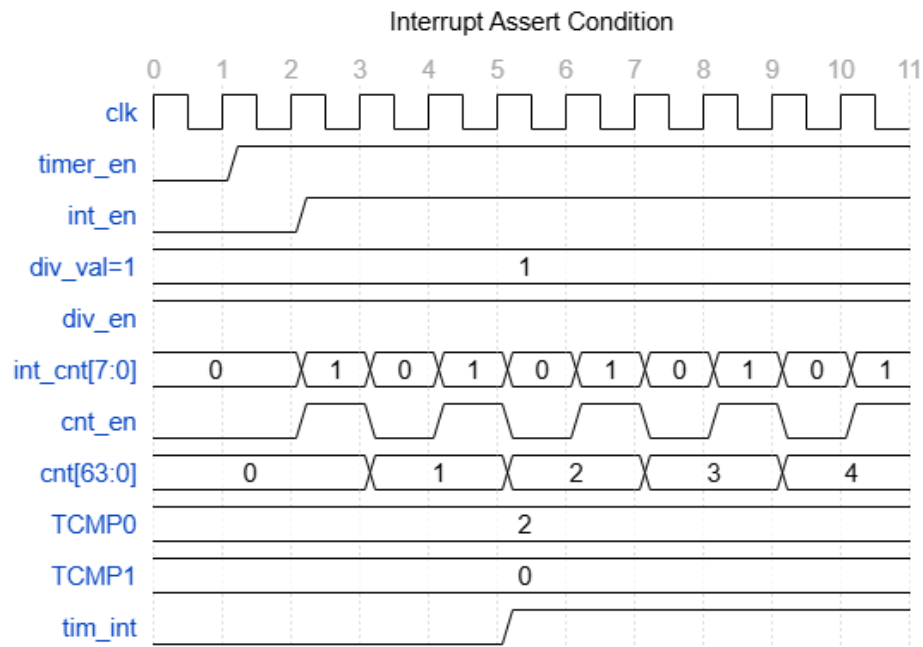 Interrupt Assert Condition
0 1 2 3 4 5 6 7 8 9 10 11
clk
timer_en
int_en
div_val=1 1
div_en
int_cnt[7:0] 0 1 0 1 0 1 0 1 0 1
cnt_en
cnt[63:0] 0 1 2 3 4
TCMP0 2
TCMP1 0
tim_int